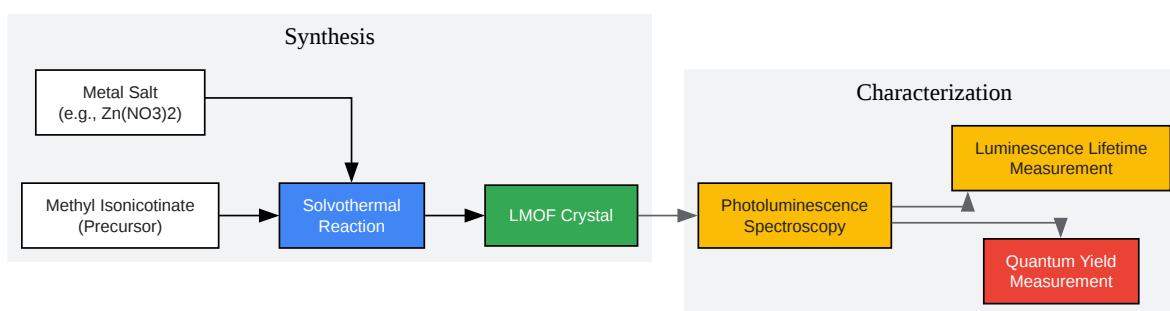 Synthesis
Metal Salt
(e.g., Zn(NO3)2)
Methyl Isonicotinate
(Precursor)
Solvothermal
Reaction
LMOF Crystal
Characterization
Photoluminescence
Spectroscopy
Luminescence Lifetime
Measurement
Quantum Yield
Measurement